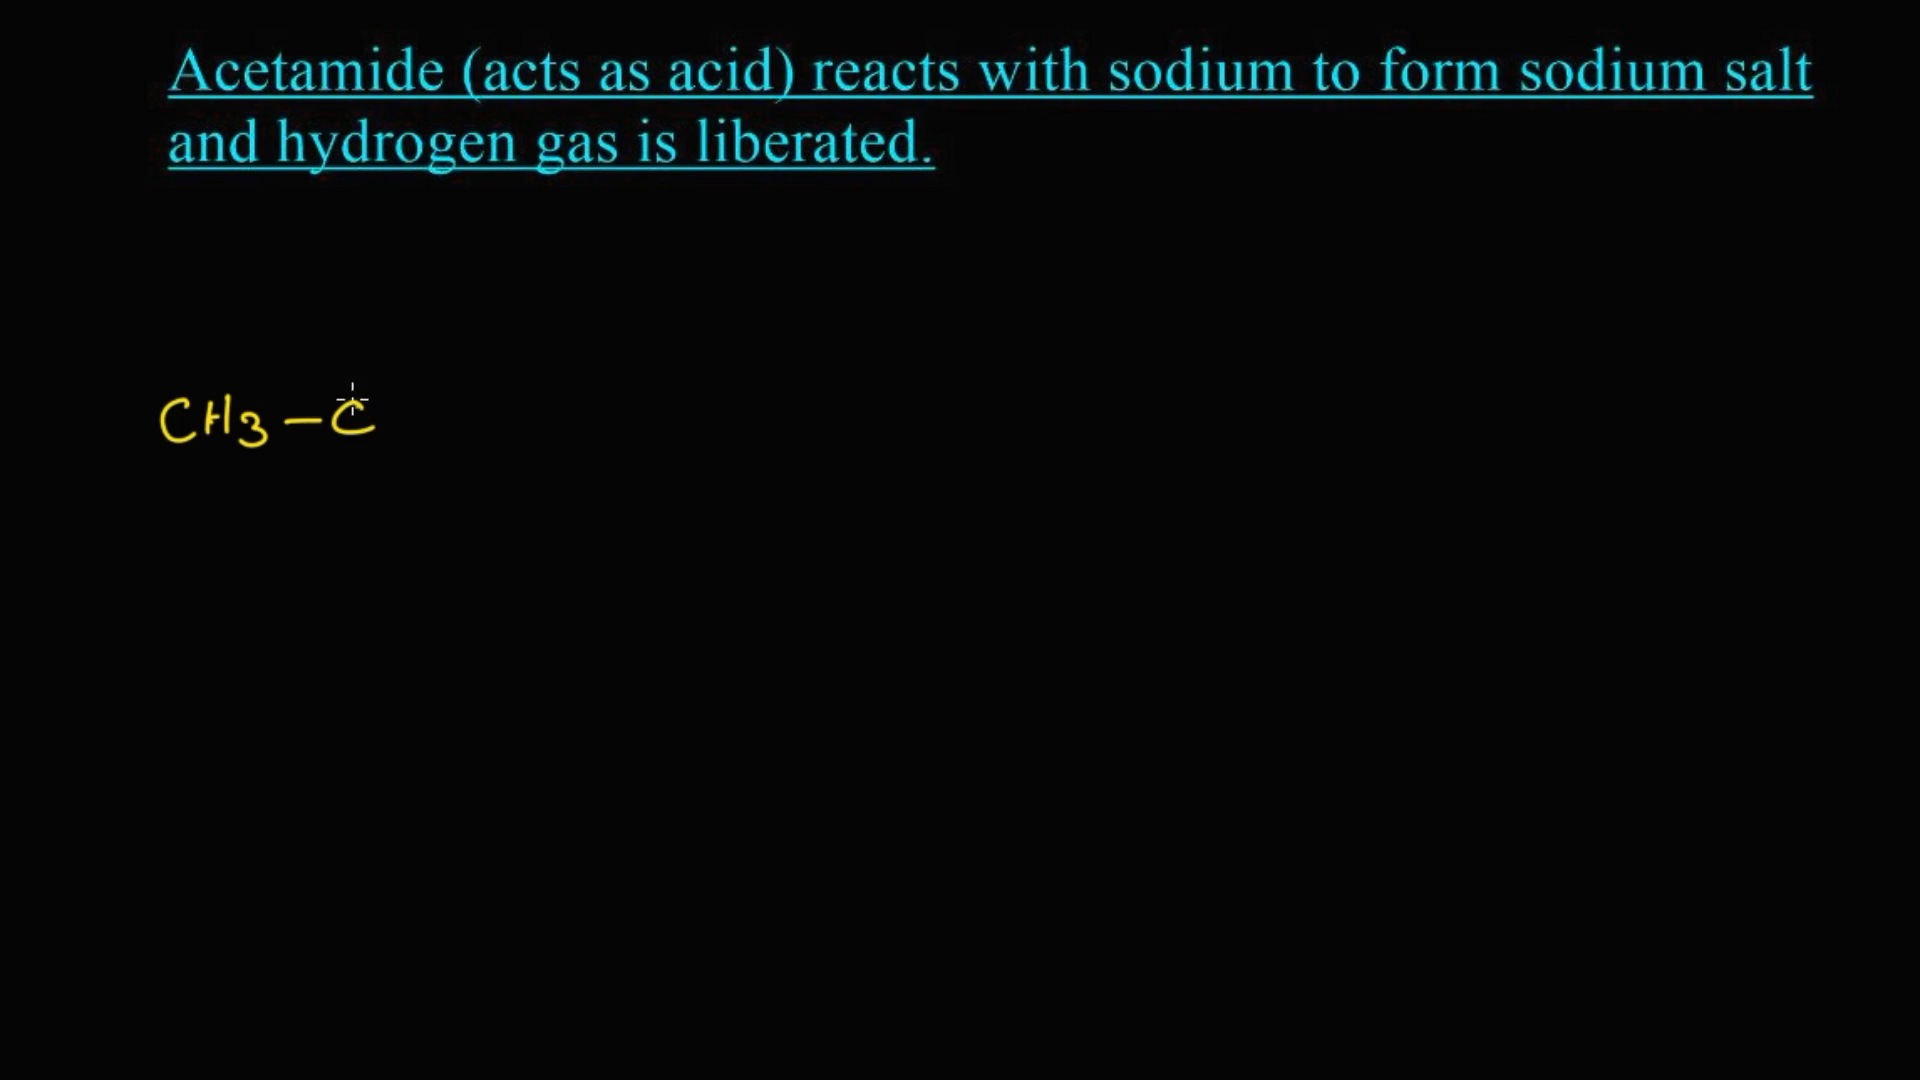 Acetamide (acts as acid) reacts with sodium to form sodium salt
and hydrogen gas is liberated.
CH3-C